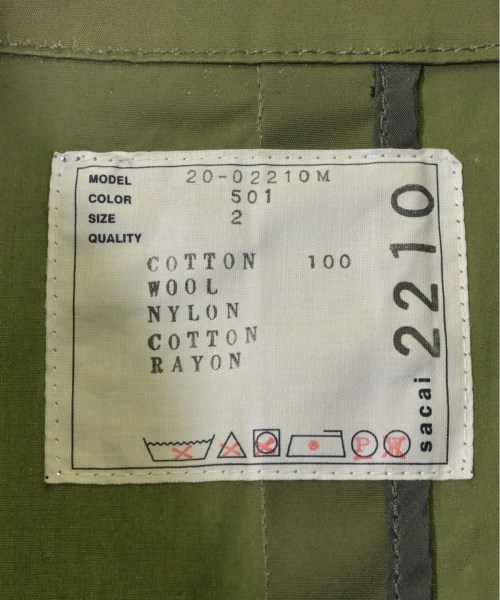 MODEL 20-02210M
COLOR 501
SIZE 2
QUALITY
COTTON 100
WOOL
NYLON
COTTON
RAYON
P W
sacai 2210